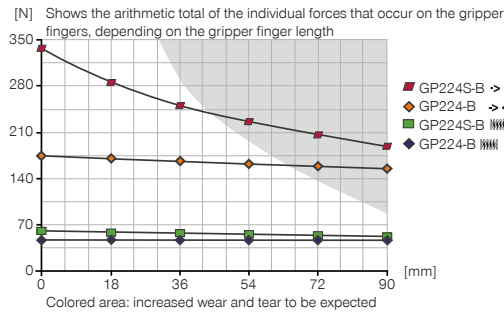 [N] Shows the arithmetic total of the individual forces that occur on the gripper
fingers, depending on the gripper finger length
350
280
210
140
70
0
GP224S-B ->
GP224-B ->
GP224S-B
GP224-B
0 18 36 54 72 90 [mm]
Colored area: increased wear and tear to be expected